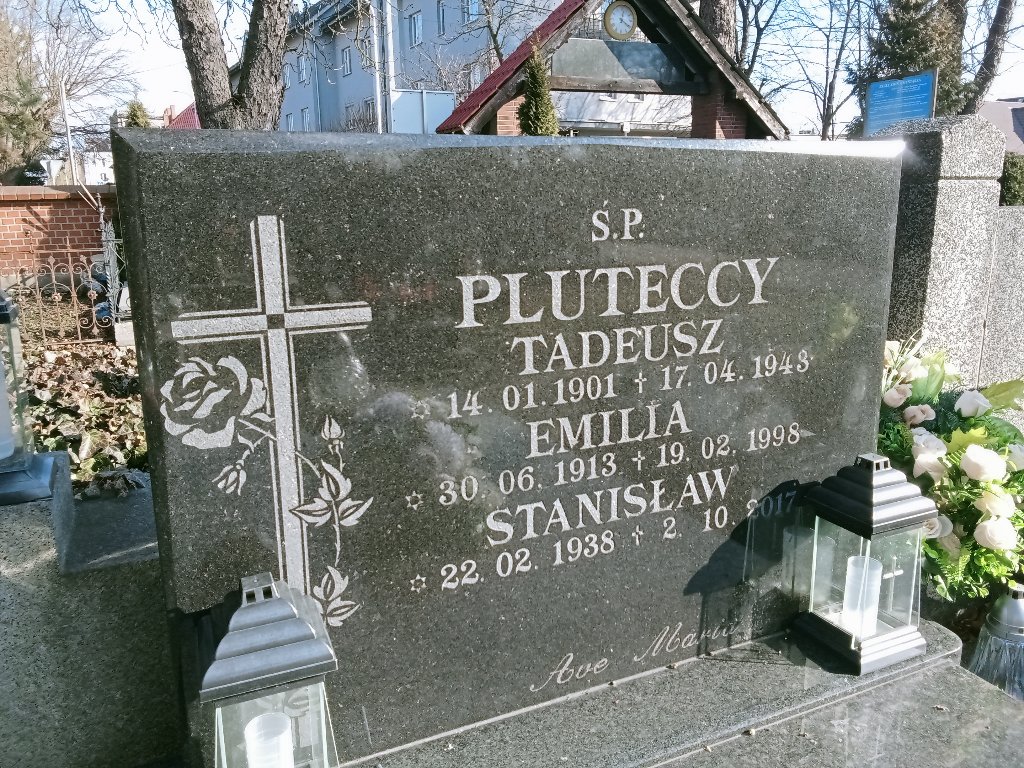 Ś.P.
PLUTECCY
TADEUSZ
✡ 14. 01. 1901 ✝ 17. 04. 1943
EMILIA
✡ 30. 06. 1913 ✝ 19. 02. 1998
STANISŁAW
✡ 22. 02. 1938 ✝ 2. 10. 2017
Ave Maria